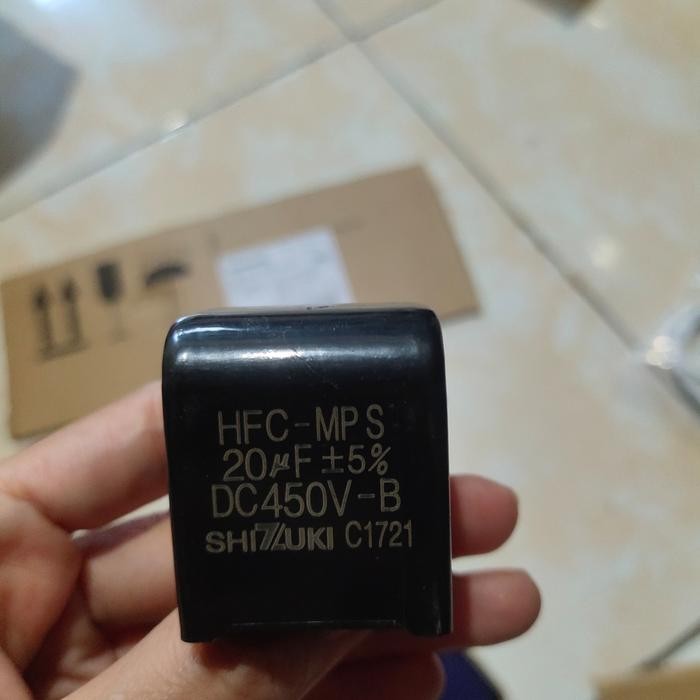 HFC-MPS
20μF ±5%
DC450V-B
SHIZUKI C1721